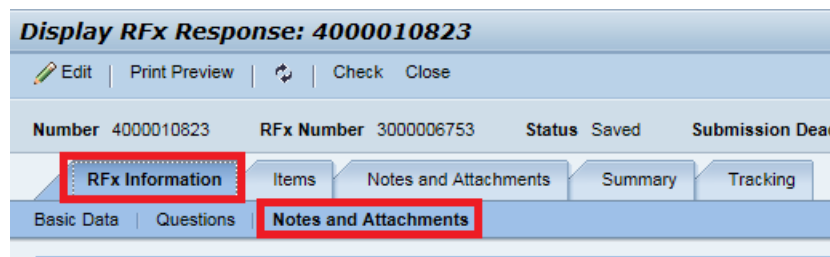 Display RFx Response: 4000010823
Edit | Print Preview | | Check Close
Number 4000010823 RFx Number 3000006753 Status Saved Submission
RFx Information Items Notes and Attachments Summary Tracking
Basic Data | Questions | Notes and Attachments